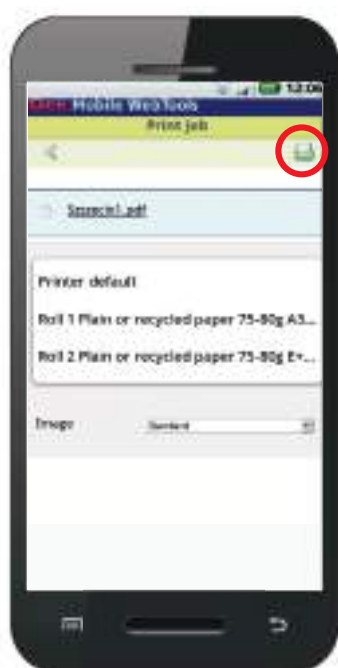 12:06
Mobile WebTools
Print job
Printer default
Roll 1 Plain or recycled paper 75-80g A3...
Roll 2 Plain or recycled paper 75-80g E+...
Image
Standard